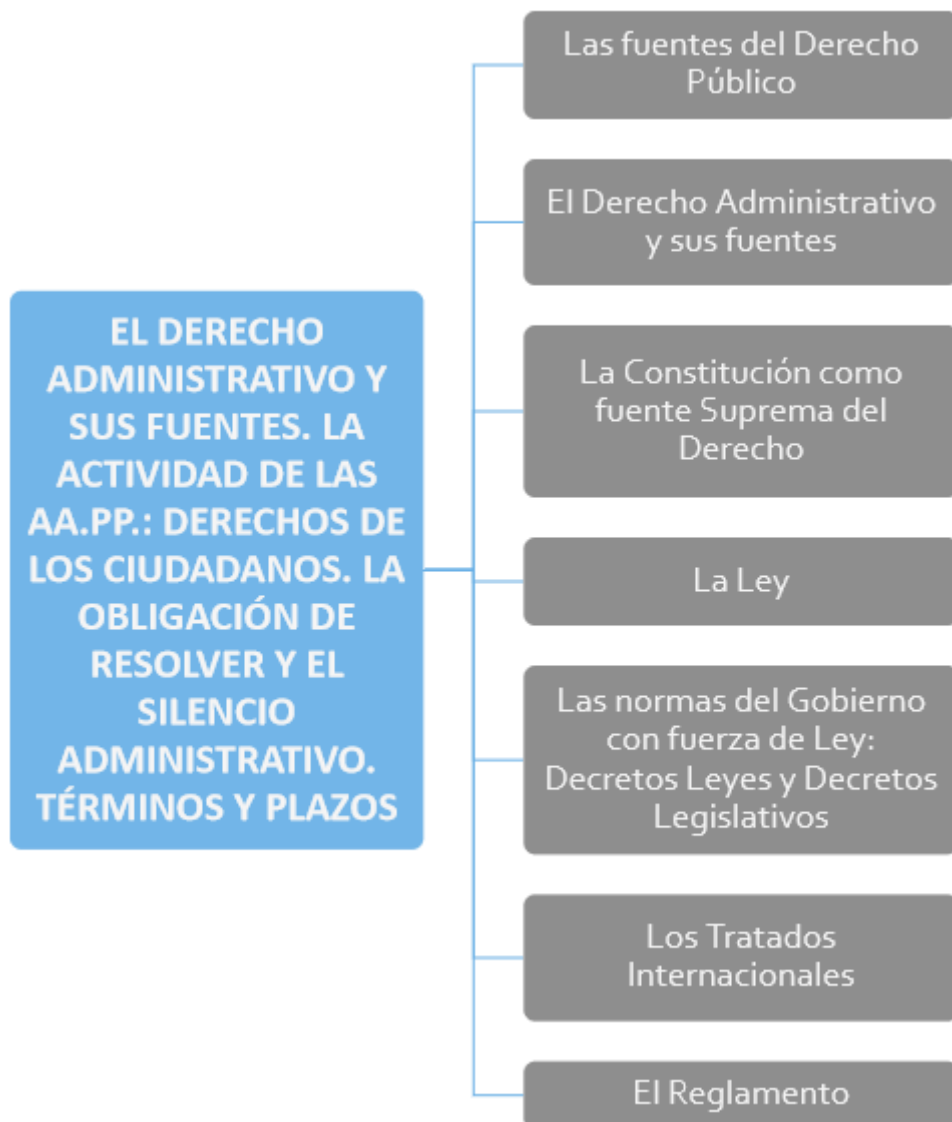 EL DERECHO
ADMINISTRATIVO Y
SUS FUENTES. LA
ACTIVIDAD DE LAS
AA.PP.: DERECHOS DE
LOS CIUDADANOS. LA
OBLIGACIÓN DE
RESOLVER Y EL
SILENCIO
ADMINISTRATIVO.
TÉRMINOS Y PLAZOS
Las fuentes del Derecho
Público
El Derecho Administrativo
y sus fuentes
La Constitución como
fuente Suprema del
Derecho
La Ley
Las normas del Gobierno
con fuerza de Ley:
Decretos Leyes y Decretos
Legislativos
Los Tratados
Internacionales
El Reglamento